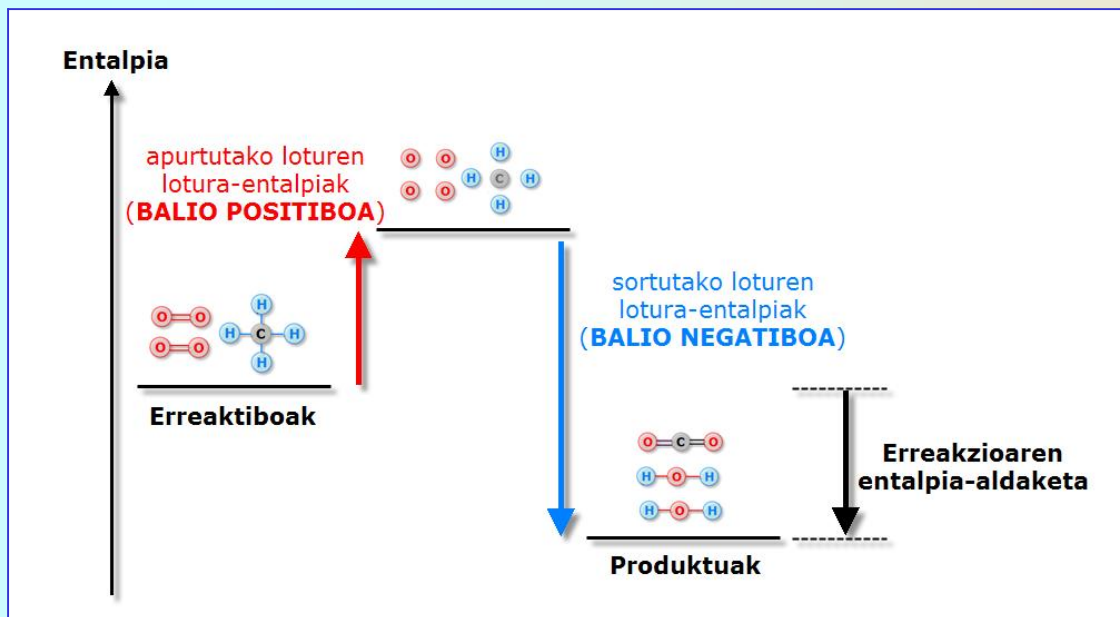 Entalpia
apurtutako loturen
lotura-entalpiak
(BALIO POSITIBOA)
O O H
H C H
O O
H
sortutako loturen
lotura-entalpiak
(BALIO NEGATIBOA)
H
O O
H C H
O O
H
Erreaktiboak
O C O
H O H
H O H
Erreakzioaren
entalpia-aldaketa
Produktuak